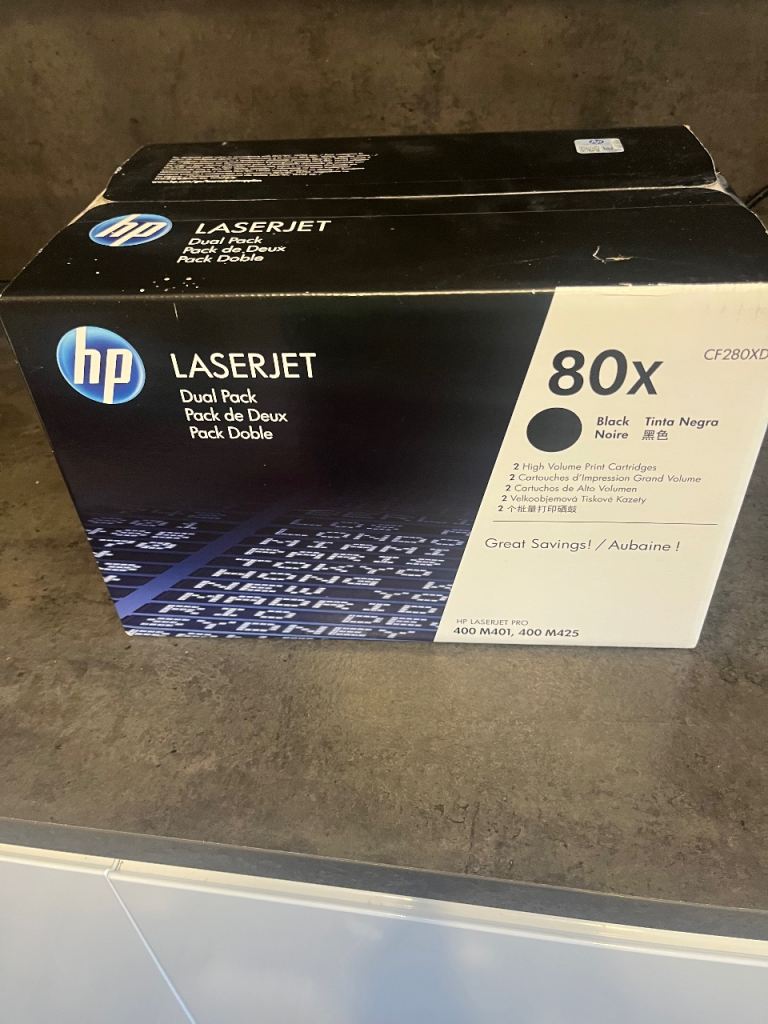 hp
LASERJET
Dual Pack
Pack de Deux
Pack Doble
hp
LASERJET
Dual Pack
Pack de Deux
Pack Doble
80X
CF280XD
Black Tinta Negra
Noire 黑色
2 High Volume Print Cartridges
2 Cartouches d'Impression Grand Volume
2 Cartuchos de Alto Volumen
2 Velkoobjemová Tiskové Kazety
2 个批量打印硒鼓
Great Savings! / Aubaine !
HP LASERJET PRO
400 M401, 400 M425